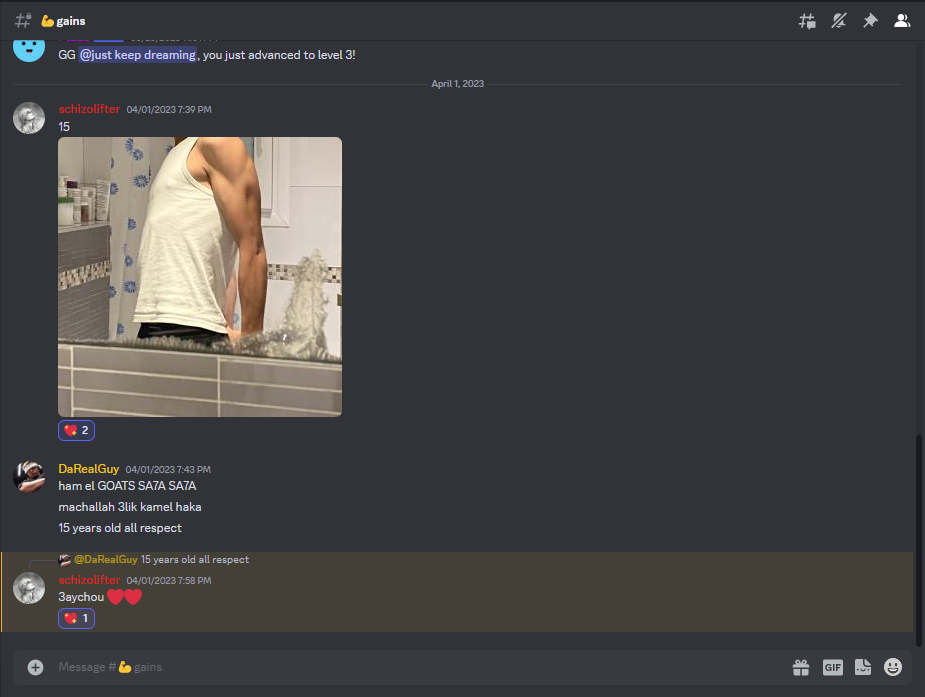 gains
GG @just keep dreaming, you just advanced to level 3!
April 1, 2023
schizolifter 04/01/2023 7:39 PM
15
2
DaRealGuy 04/01/2023 7:43 PM
ham el GOATS SA7A SA7A
machallah 3lik kamel haka
15 years old all respect
@DaRealGuy 15 years old all respect
schizolifter 04/01/2023 7:58 PM
3aychou
1
Message # gains
GIF